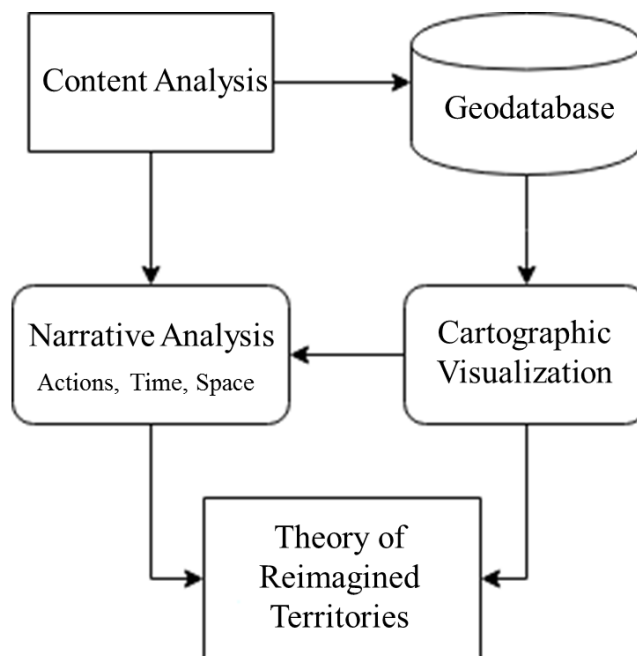 Content Analysis
Geodatabase
Narrative Analysis
Actions, Time, Space
Cartographic
Visualization
Theory of
Reimagined
Territories